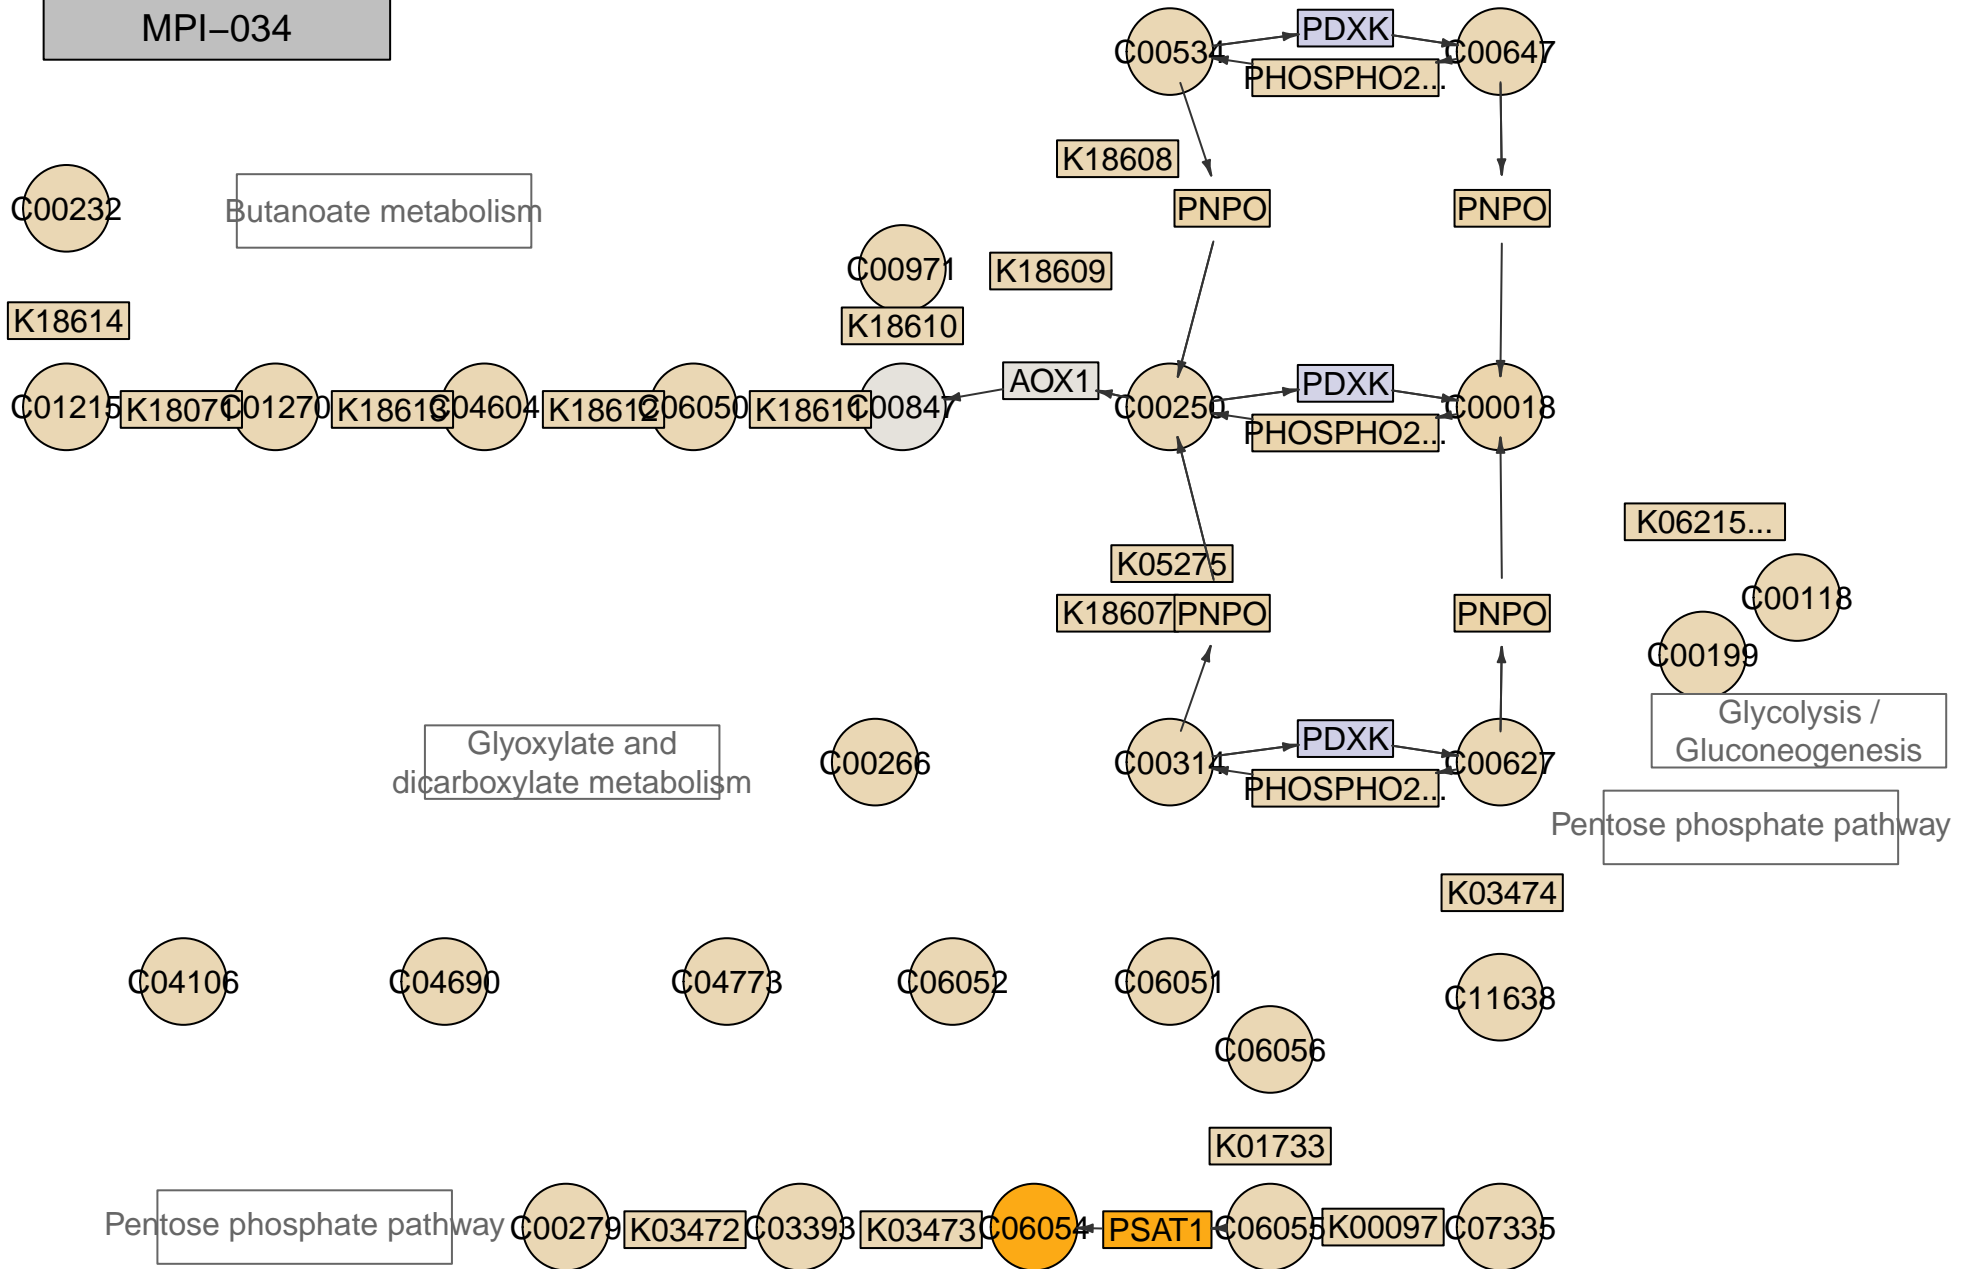 MPI−034
C00534
PDXK
C00647
PHOSPHO2...
K18608
C00232
Butanoate metabolism
PNPO
PNPO
C00971
K18609
K18614
K18610
AOX1
PDXK
C01215
K18071
C01270
K18613
C04604
K18612
C06050
K18611
C00847
C00250
C00018
PHOSPHO2...
K06215...
K05275
C00118
K18607
PNPO
PNPO
C00199
Glycolysis /
Gluconeogenesis
Glyoxylate and
dicarboxylate metabolism
C00266
C00314
PDXK
C00627
PHOSPHO2...
Pentose phosphate pathway
K03474
C04106
C04690
C04773
C06052
C06051
C11638
C06056
K01733
Pentose phosphate pathway
C00279
K03472
C03393
K03473
C06054
PSAT1
C06055
K00097
C07335